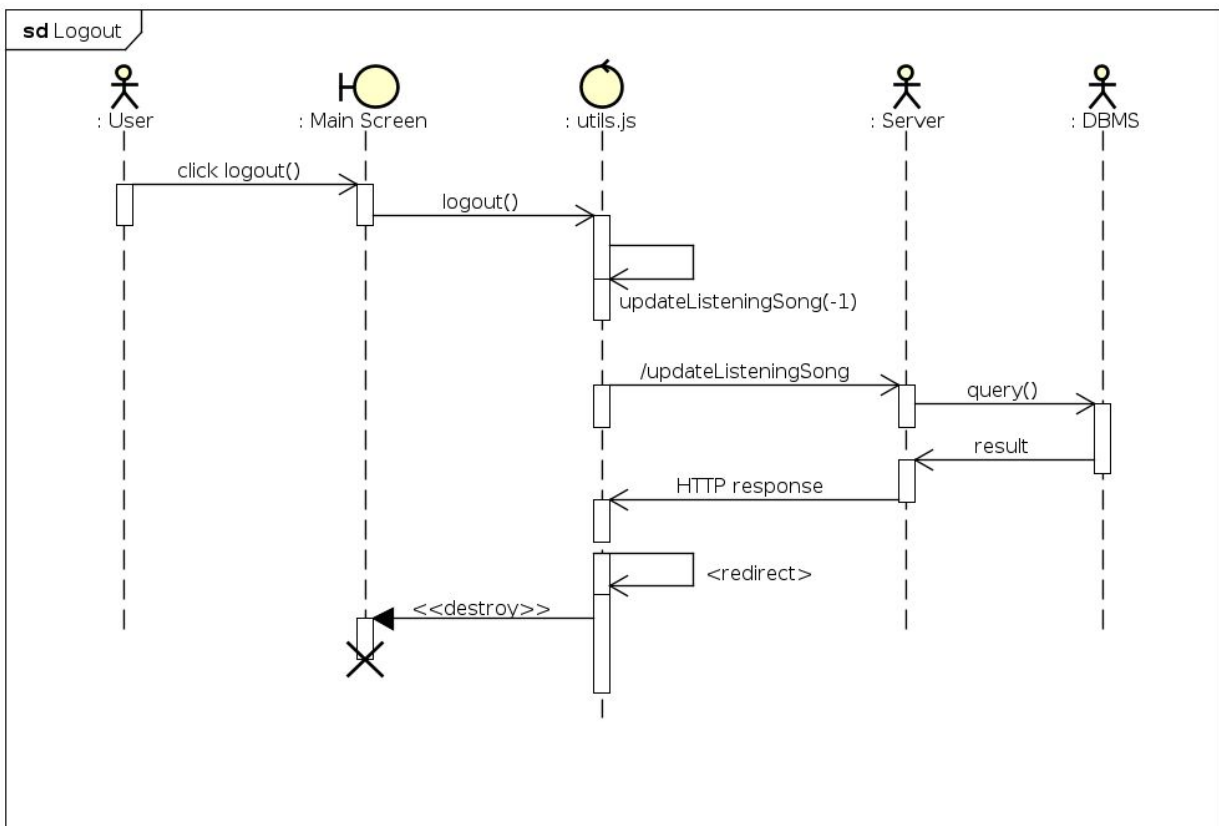 sd Logout
: User
: Main Screen
: utils.js
: Server
: DBMS
click logout()
logout()
updateListeningSong(-1)
/updateListeningSong
query()
result
HTTP response
<redirect>
<<destroy>>